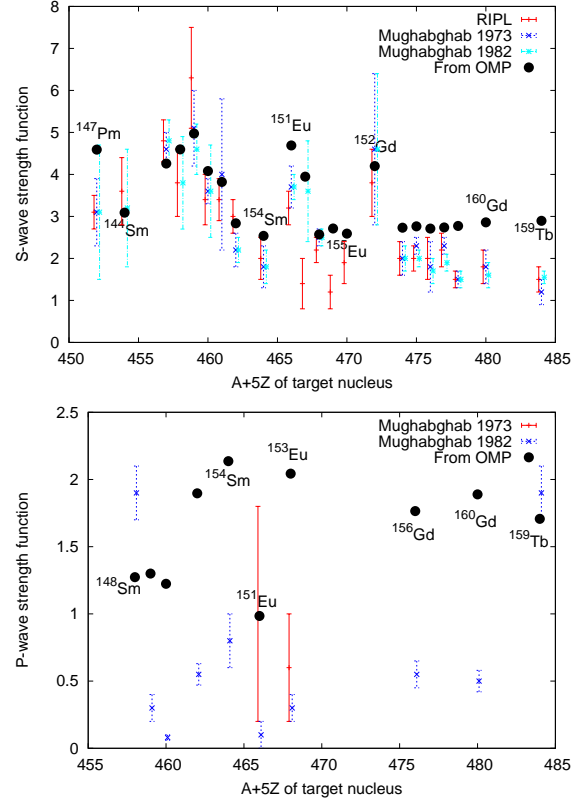 8
7
6
5
4
3
2
1
0
S-wave strength function
RIPL
Mughabghab 1973
Mughabghab 1982
From OMP
147Pm
144Sm
154Sm
151Eu
155Eu
152Gd
160Gd
159Tb
450 455 460 465 470 475 480 485
A+5Z of target nucleus
2.5
2
1.5
1
0.5
0
P-wave strength function
Mughabghab 1973
Mughabghab 1982
From OMP
148Sm
154Sm
151Eu
153Eu
156Gd
160Gd
159Tb
455 460 465 470 475 480 485
A+5Z of target nucleus